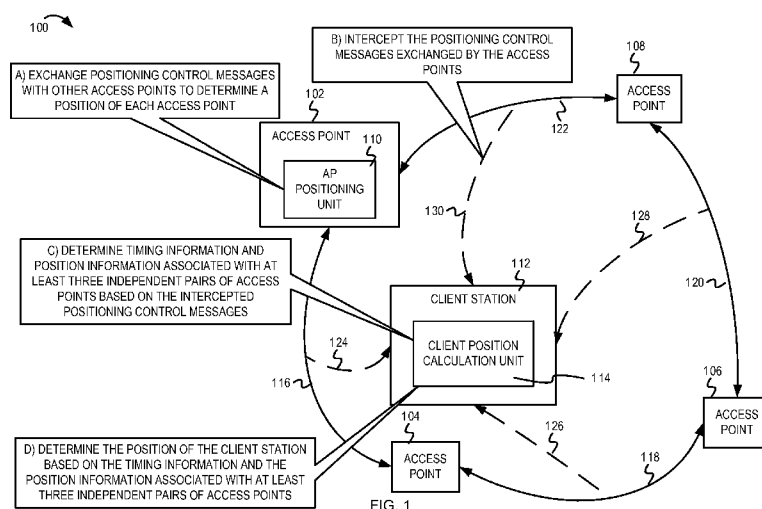 100
A) EXCHANGE POSITIONING CONTROL MESSAGES
WITH OTHER ACCESS POINTS TO DETERMINE A
POSITION OF EACH ACCESS POINT
B) INTERCEPT THE POSITIONING CONTROL
MESSAGES EXCHANGED BY THE ACCESS
POINTS
102
ACCESS POINT
110
AP
POSITIONING
UNIT
108
ACCESS
POINT
122
130
128
120
C) DETERMINE TIMING INFORMATION AND
POSITION INFORMATION ASSOCIATED WITH AT
LEAST THREE INDEPENDENT PAIRS OF ACCESS
POINTS BASED ON THE INTERCEPTED
POSITIONING CONTROL MESSAGES
112
CLIENT STATION
CLIENT POSITION
CALCULATION UNIT
114
124
116
106
ACCESS
POINT
126
118
D) DETERMINE THE POSITION OF THE CLIENT STATION
BASED ON THE TIMING INFORMATION AND THE
POSITION INFORMATION ASSOCIATED WITH AT LEAST
THREE INDEPENDENT PAIRS OF ACCESS POINTS
104
ACCESS
POINT
FIG. 1